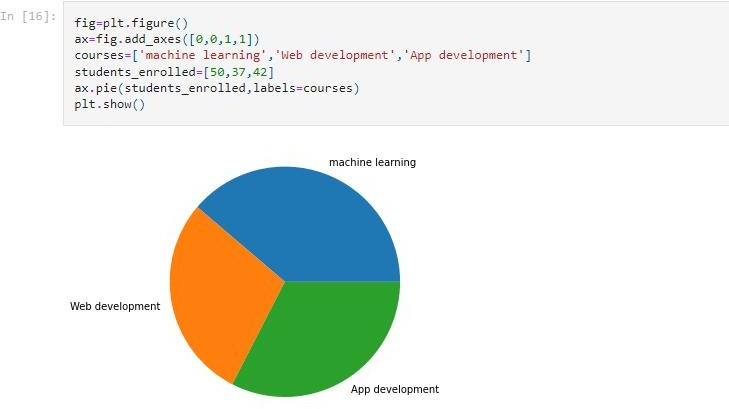 In [16]:
fig=plt.figure()
ax=fig.add_axes([0,0,1,1])
courses=['machine learning','Web development','App development']
students_enrolled=[50,37,42]
ax.pie(students_enrolled,labels=courses)
plt.show()
machine learning
Web development
App development